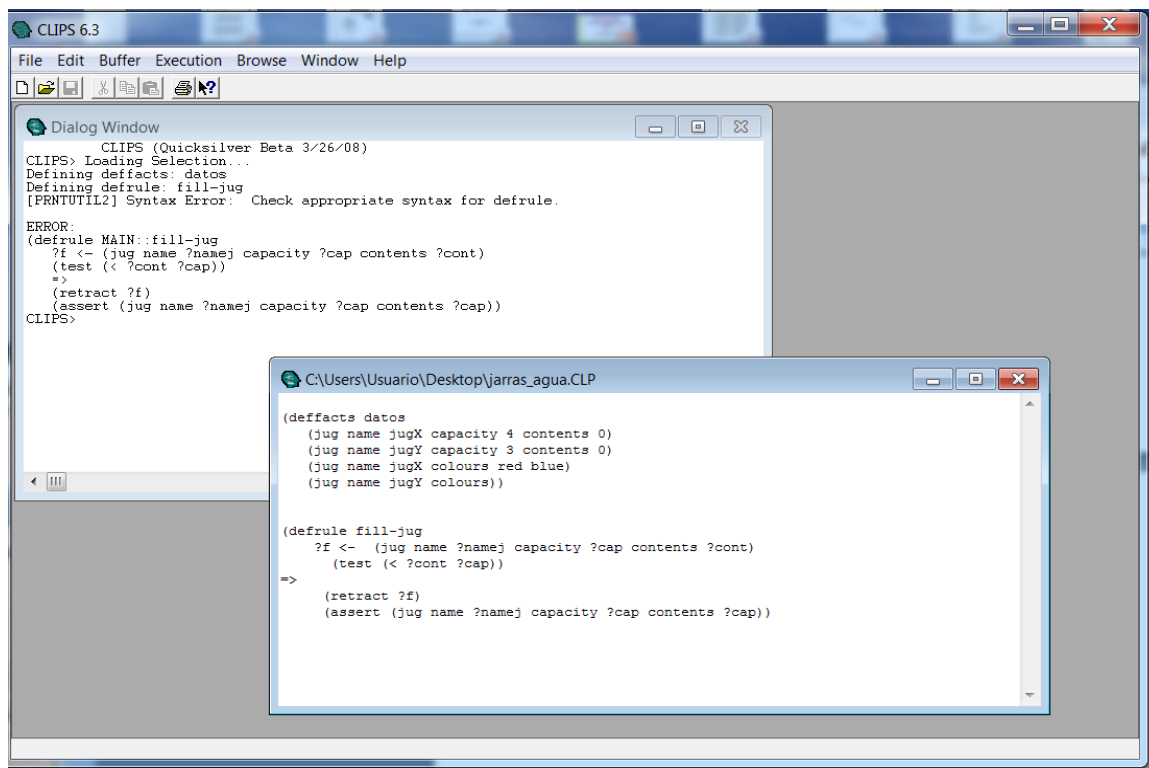 CLIPS 6.3
File Edit Buffer Execution Browse Window Help
Dialog Window
CLIPS (Quicksilver Beta 3/26/08)
CLIPS> Loading Selection...
Defining deffacts: datos
Defining defrule: fill-jug
[PRNTUTIL2] Syntax Error: Check appropriate syntax for defrule.
ERROR:
(defrule MAIN::fill-jug
?f <- (jug name ?namej capacity ?cap contents ?cont)
(test (< ?cont ?cap))
=>
(retract ?f)
(assert (jug name ?namej capacity ?cap contents ?cap))
CLIPS>
C:\Users\Usuario\Desktop\jarras_agua.CLP
(deffacts datos
(jug name jugX capacity 4 contents 0)
(jug name jugY capacity 3 contents 0)
(jug name jugX colours red blue)
(jug name jugY colours))
(defrule fill-jug
?f <- (jug name ?namej capacity ?cap contents ?cont)
(test (< ?cont ?cap))
=>
(retract ?f)
(assert (jug name ?namej capacity ?cap contents ?cap))